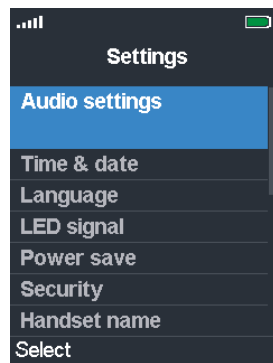 Settings
Audio settings
Time & date
Language
LED signal
Power save
Security
Handset name
Select